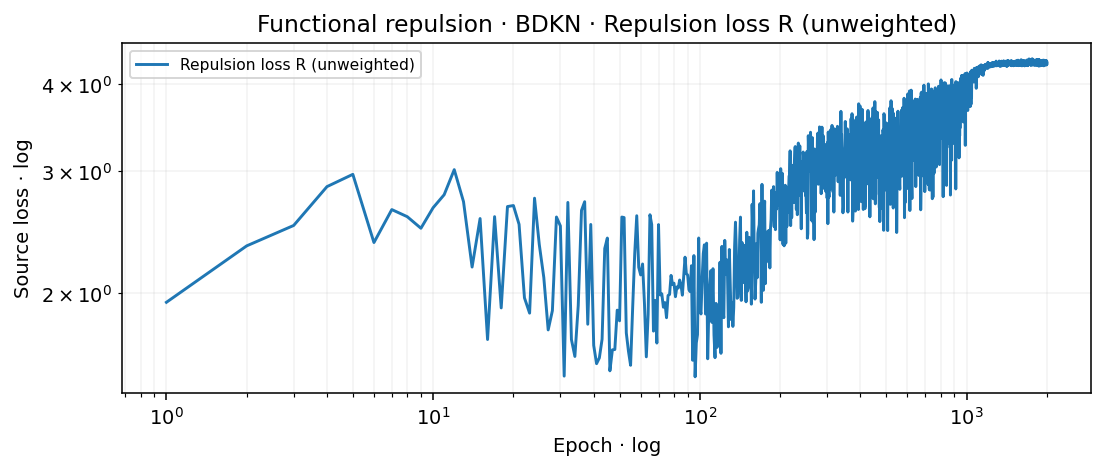 Functional repulsion · BDKN · Repulsion loss R (unweighted)
Repulsion loss R (unweighted)
Source loss · log
4 × 10⁰
3 × 10⁰
2 × 10⁰
10⁰ 10¹ 10² 10³
Epoch · log